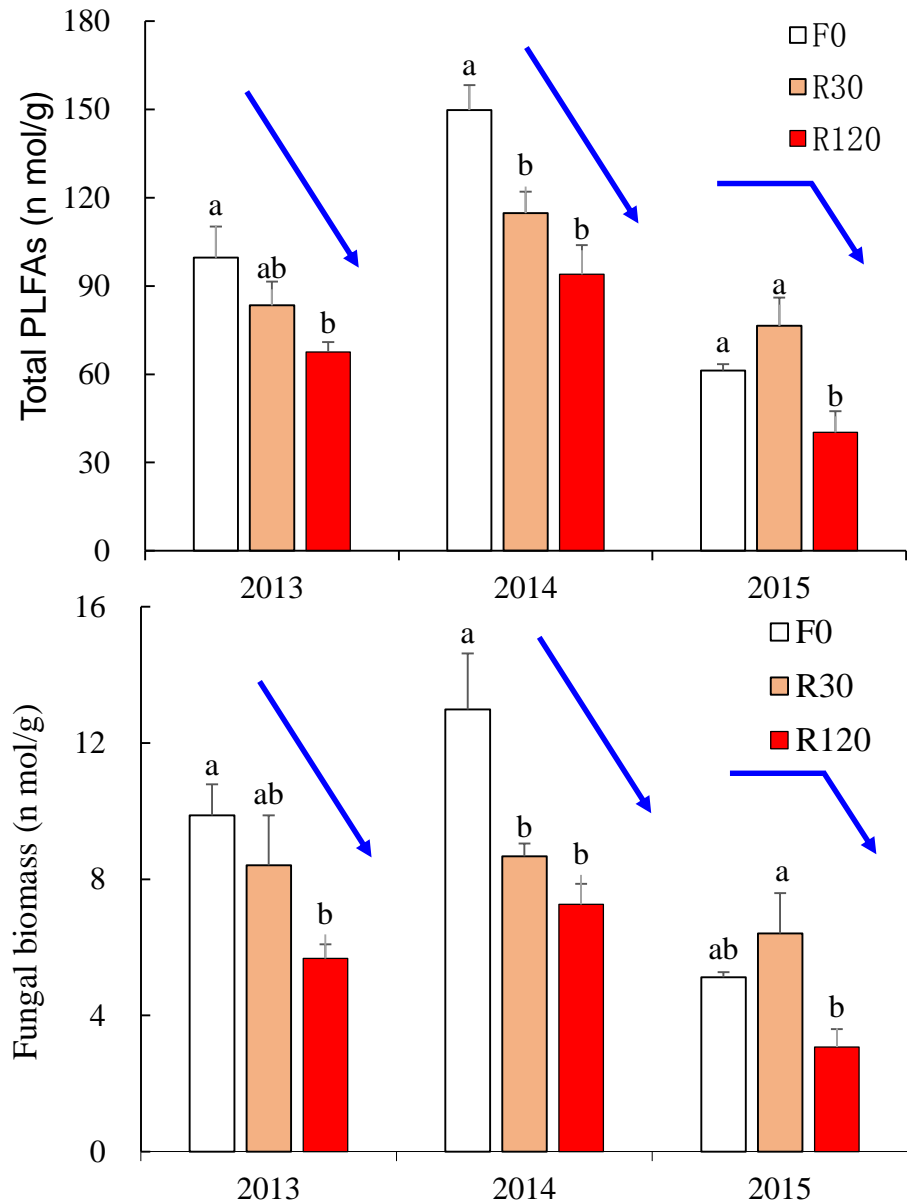 180
150
120
90
60
30
0
Total PLFAs (n mol/g)
F0
R30
R120
a
ab
b
a
b
b
a
a
b
2013 2014 2015
16
12
8
4
0
Fungal biomass (n mol/g)
F0
R30
R120
a
ab
b
a
b
b
ab
a
b
2013 2014 2015